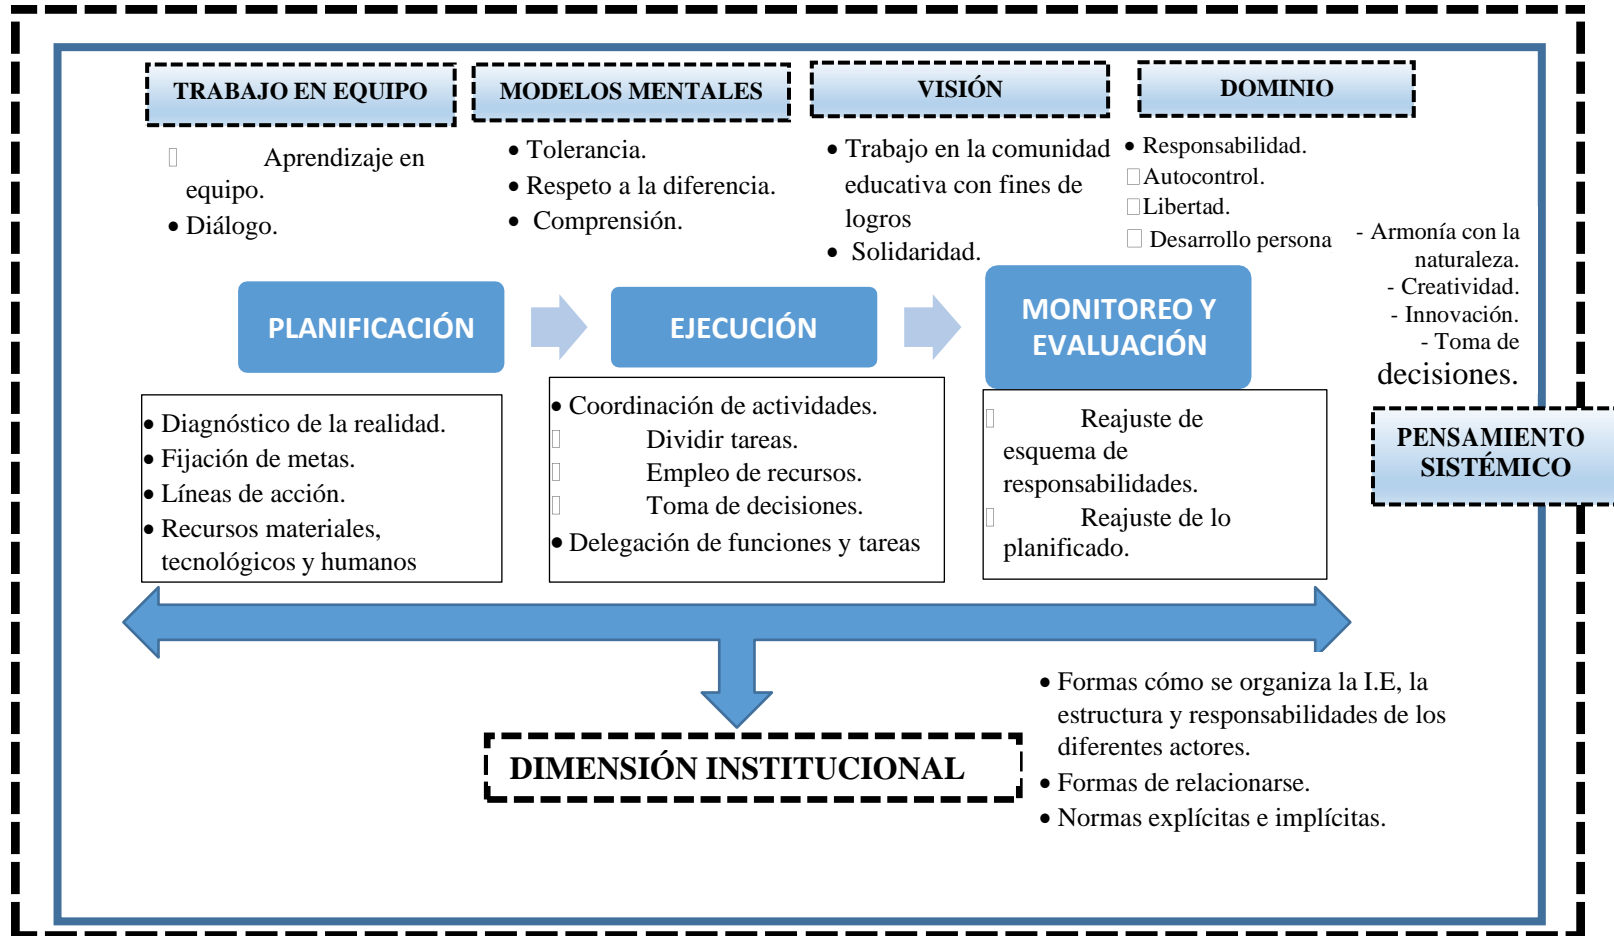 TRABAJO EN EQUIPO
Aprendizaje en
equipo.
• Diálogo.
MODELOS MENTALES
• Tolerancia.
• Respeto a la diferencia.
• Comprensión.
VISIÓN
• Trabajo en la comunidad
educativa con fines de
logros
• Solidaridad.
DOMINIO
• Responsabilidad.
Autocontrol.
Libertad.
Desarrollo persona
- Armonía con la
naturaleza.
- Creatividad.
- Innovación.
- Toma de
decisiones.
PENSAMIENTO
SISTÉMICO
PLANIFICACIÓN
• Diagnóstico de la realidad.
• Fijación de metas.
• Líneas de acción.
• Recursos materiales,
tecnológicos y humanos
EJECUCIÓN
• Coordinación de actividades.
Dividir tareas.
Empleo de recursos.
Toma de decisiones.
• Delegación de funciones y tareas
MONITOREO Y
EVALUACIÓN
Reajuste de
esquema de
responsabilidades.
Reajuste de lo
planificado.
DIMENSIÓN INSTITUCIONAL
• Formas cómo se organiza la I.E, la
estructura y responsabilidades de los
diferentes actores.
• Formas de relacionarse.
• Normas explícitas e implícitas.